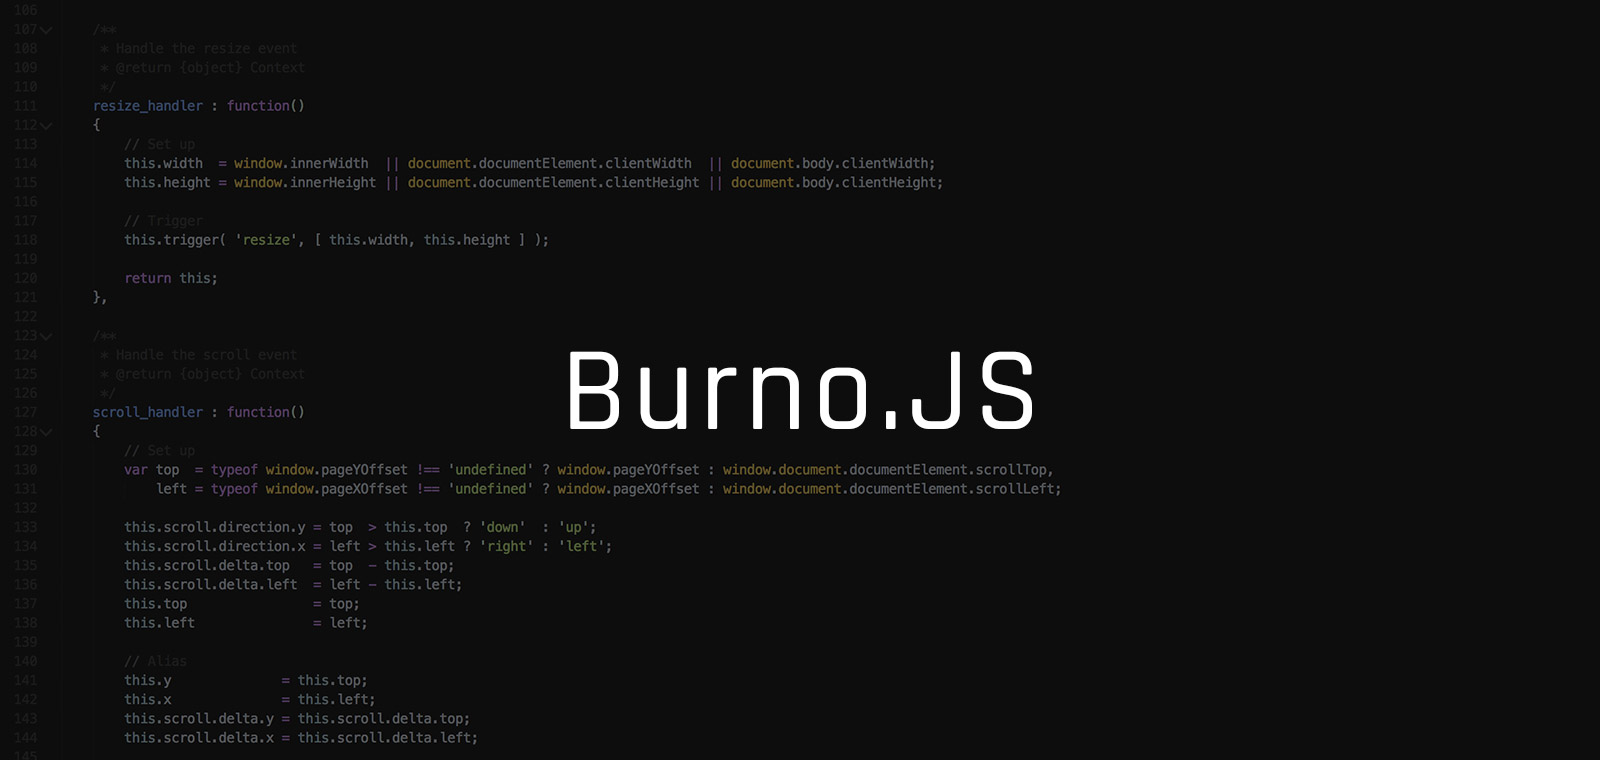 106
107 /**
108 * Handle the resize event
109 * @return {object} Context
110 */
111 resize_handler : function()
112 {
113 // Set up
114 this.width = window.innerWidth || document.documentElement.clientWidth || document.body.clientWidth;
115 this.height = window.innerHeight || document.documentElement.clientHeight || document.body.clientHeight;
116
117 // Trigger
118 this.trigger( 'resize', [ this.width, this.height ] );
119
120 return this;
121 },
122
123 /**
124 * Handle the scroll event
125 * @return {object} Context
126 */
127 scroll_handler : function()
128 {
129 // Set up
130 var top = typeof window.pageYOffset !== 'undefined' ? window.pageYOffset : window.document.documentElement.scrollTop,
131 left = typeof window.pageXOffset !== 'undefined' ? window.pageXOffset : window.document.documentElement.scrollLeft;
132
133 this.scroll.direction.y = top > this.top ? 'down' : 'up';
134 this.scroll.direction.x = left > this.left ? 'right' : 'left';
135 this.scroll.delta.top = top - this.top;
136 this.scroll.delta.left = left - this.left;
137 this.top = top;
138 this.left = left;
139
140 // Alias
141 this.y = this.top;
142 this.x = this.left;
143 this.scroll.delta.y = this.scroll.delta.top;
144 this.scroll.delta.x = this.scroll.delta.left;
145
Burno.JS